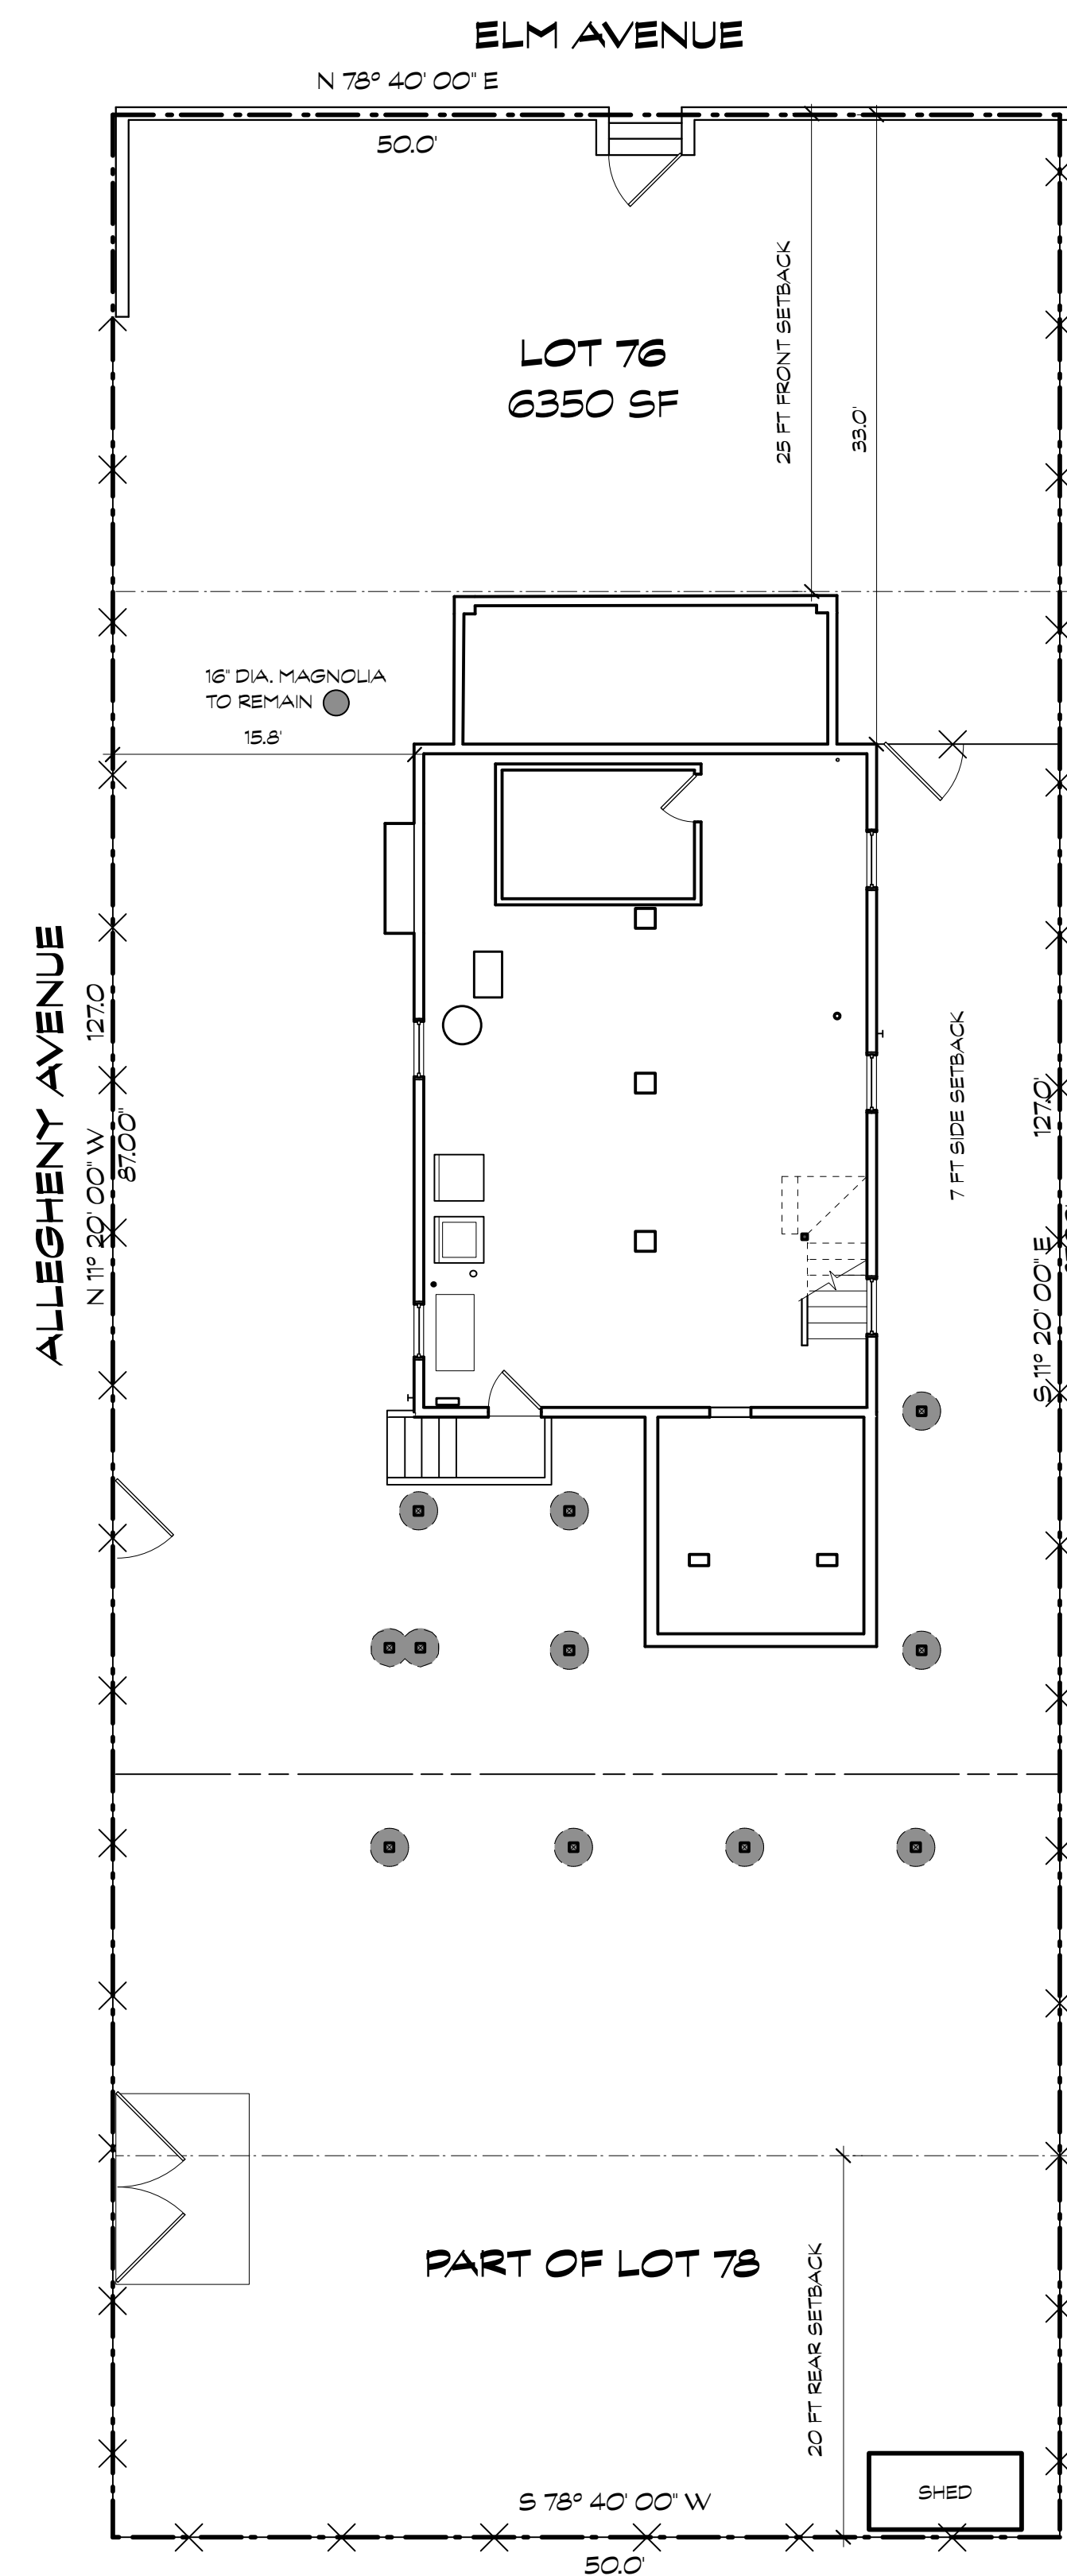 ELM AVENUE
N 78° 40' 00" E
50.0'
25 FT FRONT SETBACK
LOT 76
6350 SF
33.0'
16" DIA. MAGNOLIA
TO REMAIN
15.8'
ALLEGHENY AVENUE
N 11° 20' 00" W
127.0
87.00"
7 FT SIDE SETBACK
S 11° 20' 00" E
127.0'
PART OF LOT 78
20 FT REAR SETBACK
SHED
S 78° 40' 00" W
50.0'